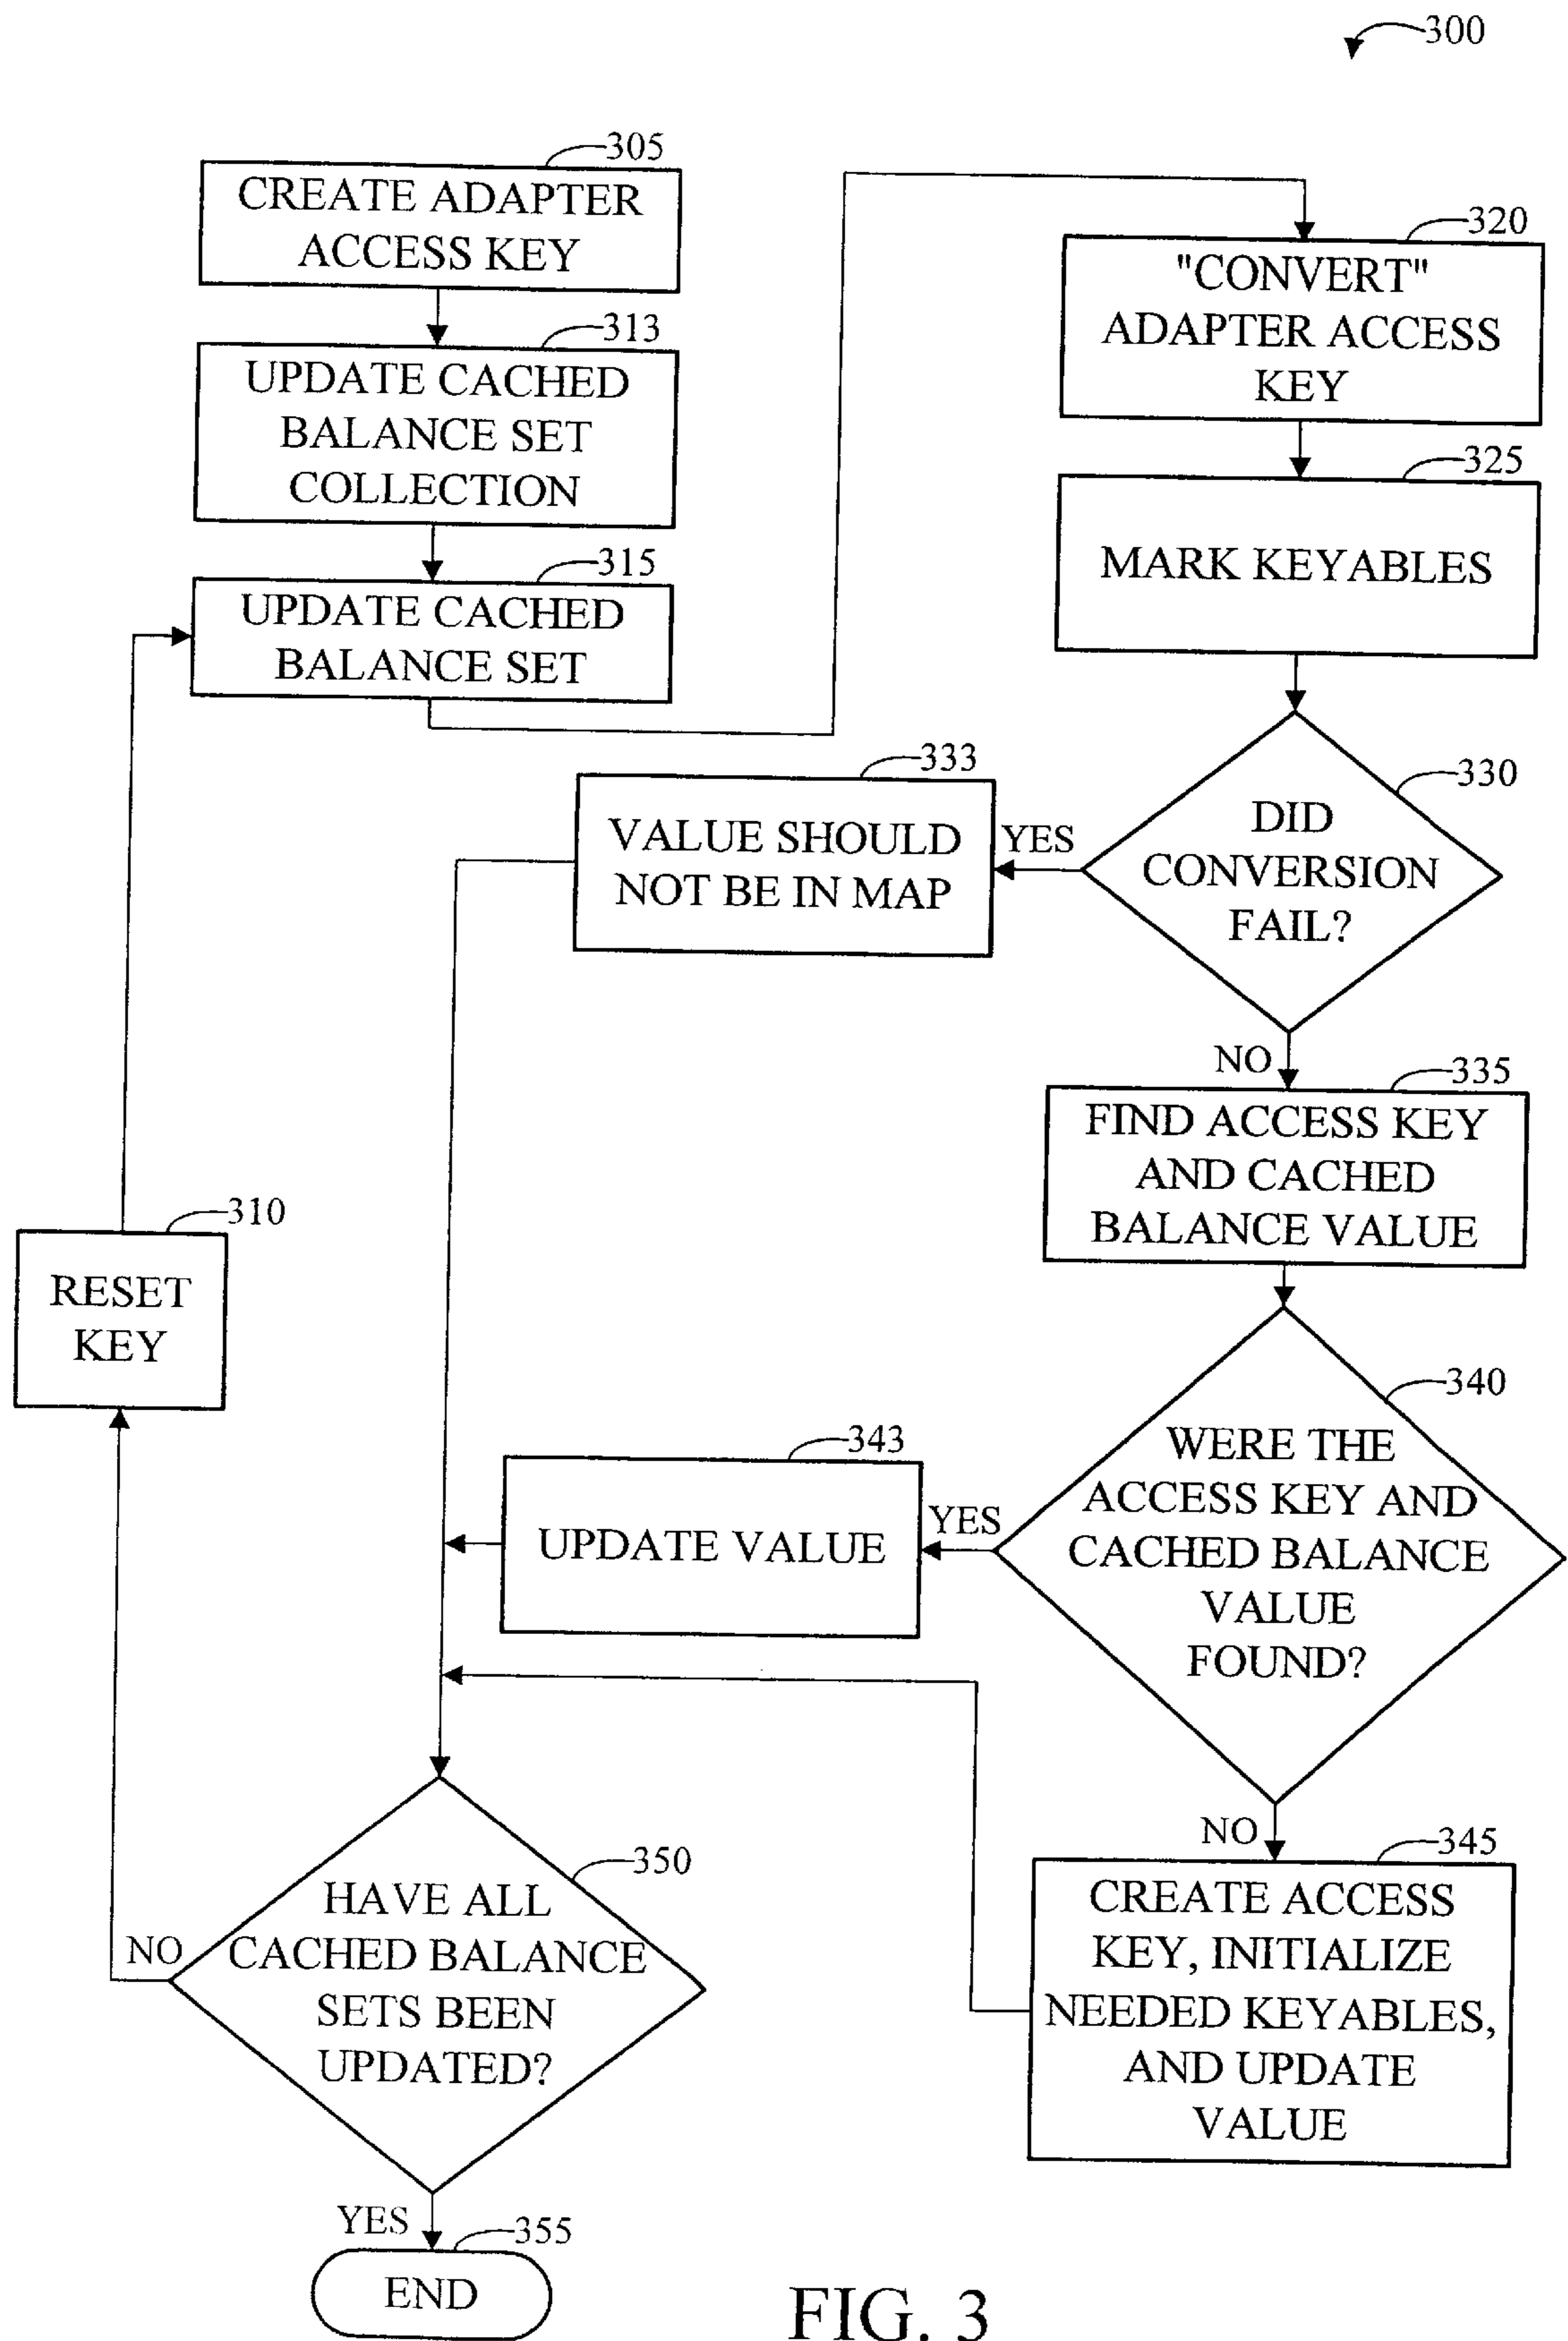 300
305
CREATE ADAPTER
ACCESS KEY
313
UPDATE CACHED
BALANCE SET
COLLECTION
315
UPDATE CACHED
BALANCE SET
320
"CONVERT"
ADAPTER ACCESS
KEY
325
MARK KEYABLES
330
DID
CONVERSION
FAIL?
YES
333
VALUE SHOULD
NOT BE IN MAP
NO
335
FIND ACCESS KEY
AND CACHED
BALANCE VALUE
310
RESET
KEY
340
WERE THE
ACCESS KEY AND
CACHED BALANCE
VALUE
FOUND?
YES
343
UPDATE VALUE
NO
345
CREATE ACCESS
KEY, INITIALIZE
NEEDED KEYABLES,
AND UPDATE
VALUE
350
HAVE ALL
CACHED BALANCE
SETS BEEN
UPDATED?
NO
YES
355
END
FIG. 3